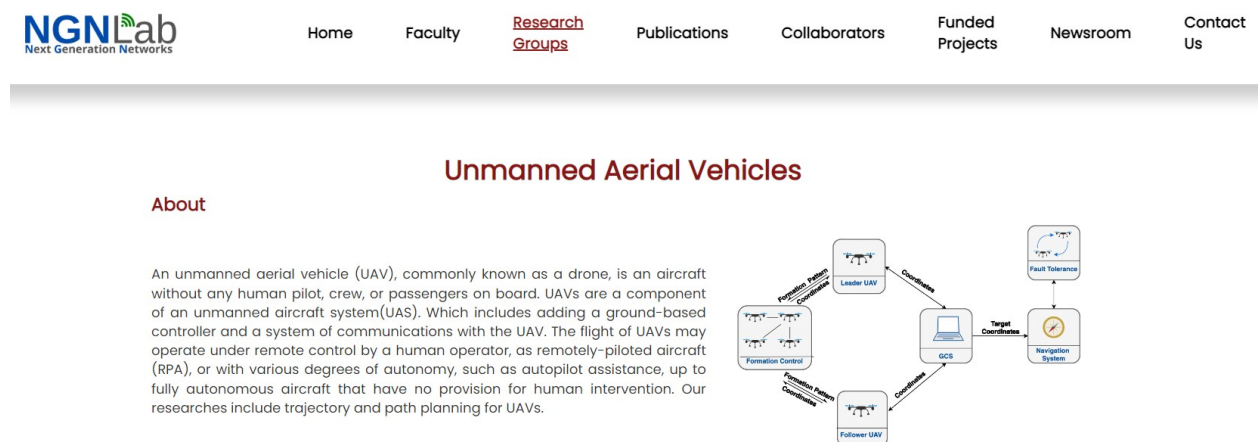 NGNLab
Next Generation Networks
Home
Faculty
Research
Groups
Publications
Collaborators
Funded
Projects
Newsroom
Contact
Us
Unmanned Aerial Vehicles
About
An unmanned aerial vehicle (UAV), commonly known as a drone, is an aircraft
without any human pilot, crew, or passengers on board. UAVs are a component
of an unmanned aircraft system(UAS). Which includes adding a ground-based
controller and a system of communications with the UAV. The flight of UAVs may
operate under remote control by a human operator, as remotely-piloted aircraft
(RPA), or with various degrees of autonomy, such as autopilot assistance, up to
fully autonomous aircraft that have no provision for human intervention. Our
researches include trajectory and path planning for UAVs.
Formation Pattern
Coordinates
Leader UAV
Coordinates
Fault Tolerance
Formation Control
GCS
Target
Coordinates
Navigation
System
Formation Pattern
Coordinates
Coordinates
Follower UAV